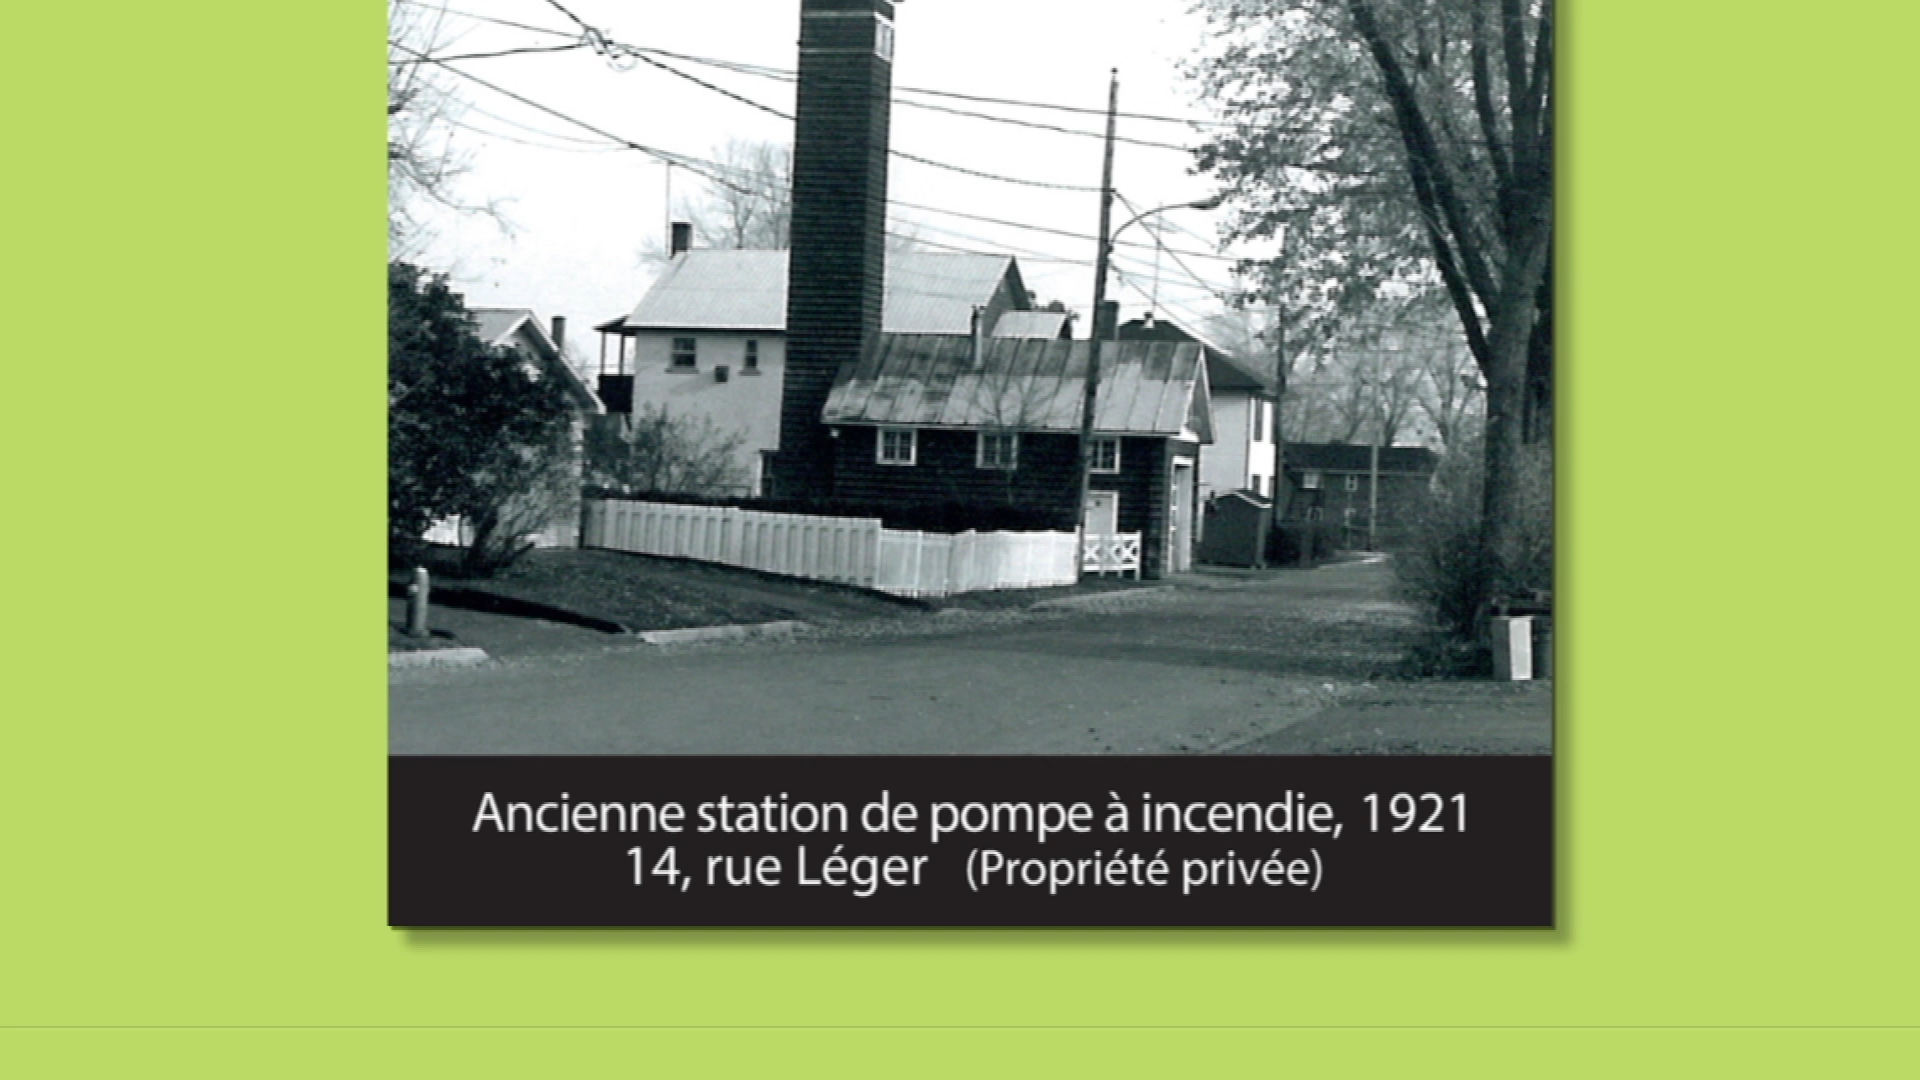 Ancienne station de pompe à incendie, 1921
14, rue Léger (Propriété privée)